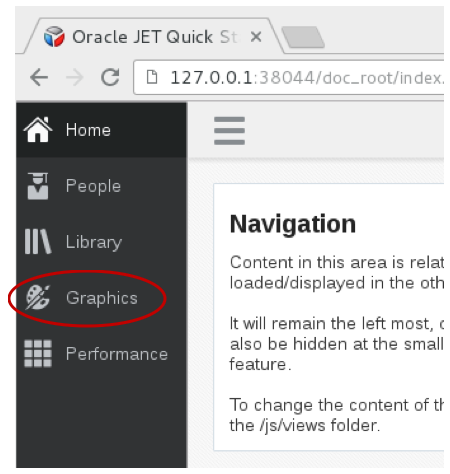 Oracle JET Quick St
127.0.0.1:38044/doc_root/index.
Home
People
Library
Graphics
Performance
Navigation
Content in this area is relat
loaded/displayed in the oth
It will remain the left most,
also be hidden at the small
feature.
To change the content of th
the /js/views folder.